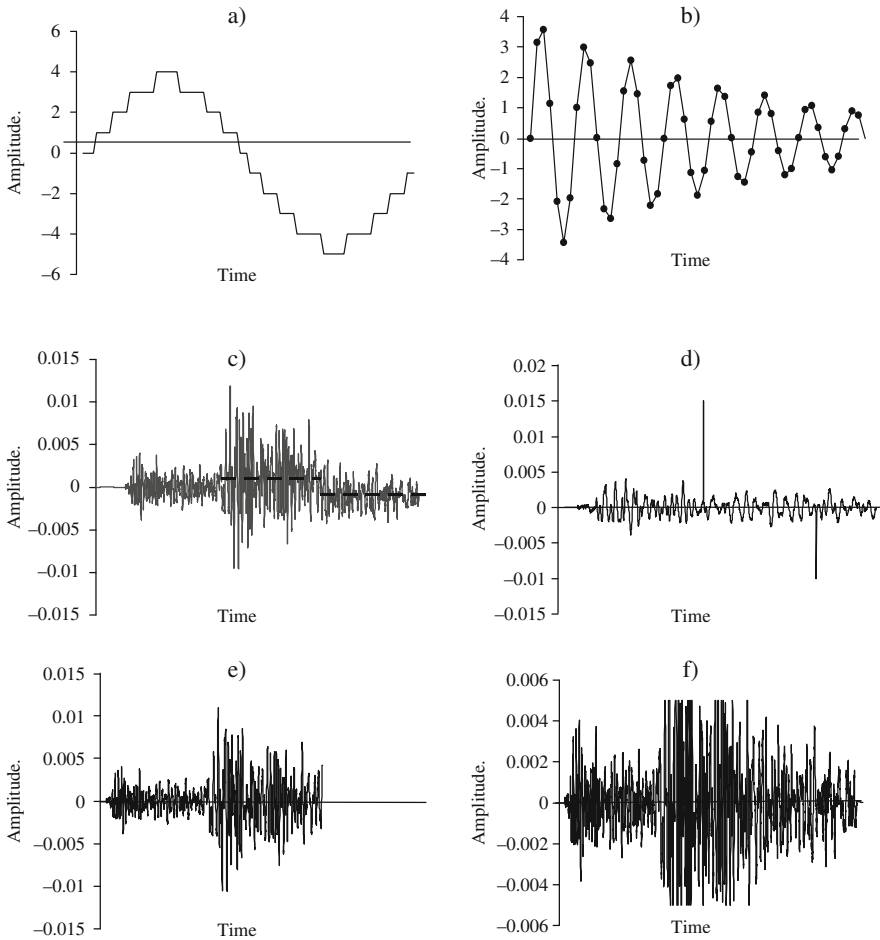 a)
6
4
2
0
–2
–4
–6
Amplitude.
Time
b)
4
3
2
1
0
–1
–2
–3
–4
Amplitude.
Time
c)
0.015
0.01
0.005
0
–0.005
–0.01
–0.015
Amplitude.
Time
d)
0.02
0.015
0.01
0.005
0
–0.005
–0.01
–0.015
Amplitude.
Time
e)
0.015
0.01
0.005
0
–0.005
–0.01
–0.015
Amplitude.
Time
f)
0.006
0.004
0.002
0
–0.002
–0.004
–0.006
Amplitude.
Time